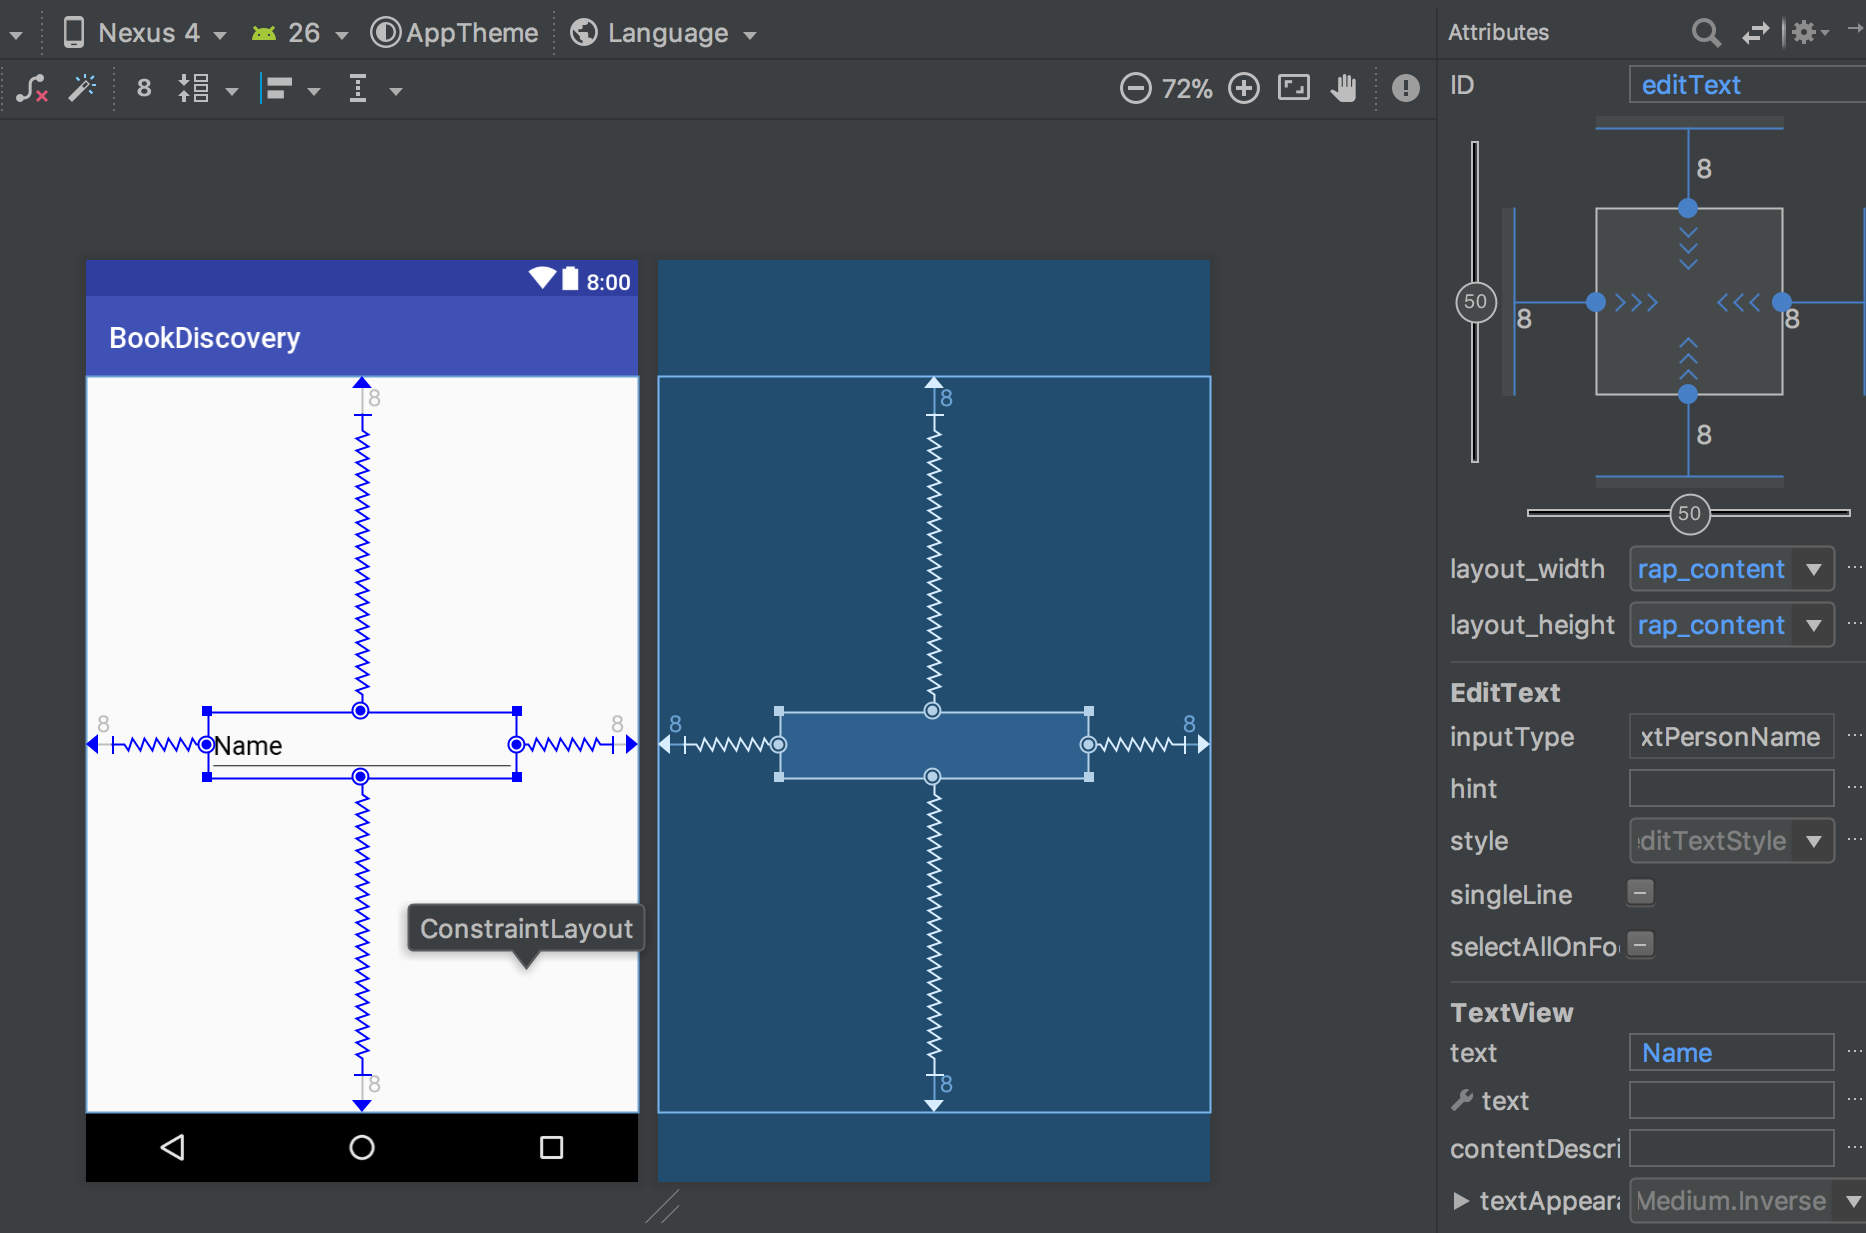 Nexus 4 26 AppTheme Language
Attributes
8 72%
ID editText
8
50
8 8
8
50
8:00
BookDiscovery
8 8
8 Name 8 8 8
ConstraintLayout
8 8
layout_width rap_content
layout_height rap_content
EditText
inputType xtPersonName
hint
style ditTextStyle
singleLine
selectAllOnFo
TextView
text Name
text
contentDescri
textAppeara Medium.Inverse